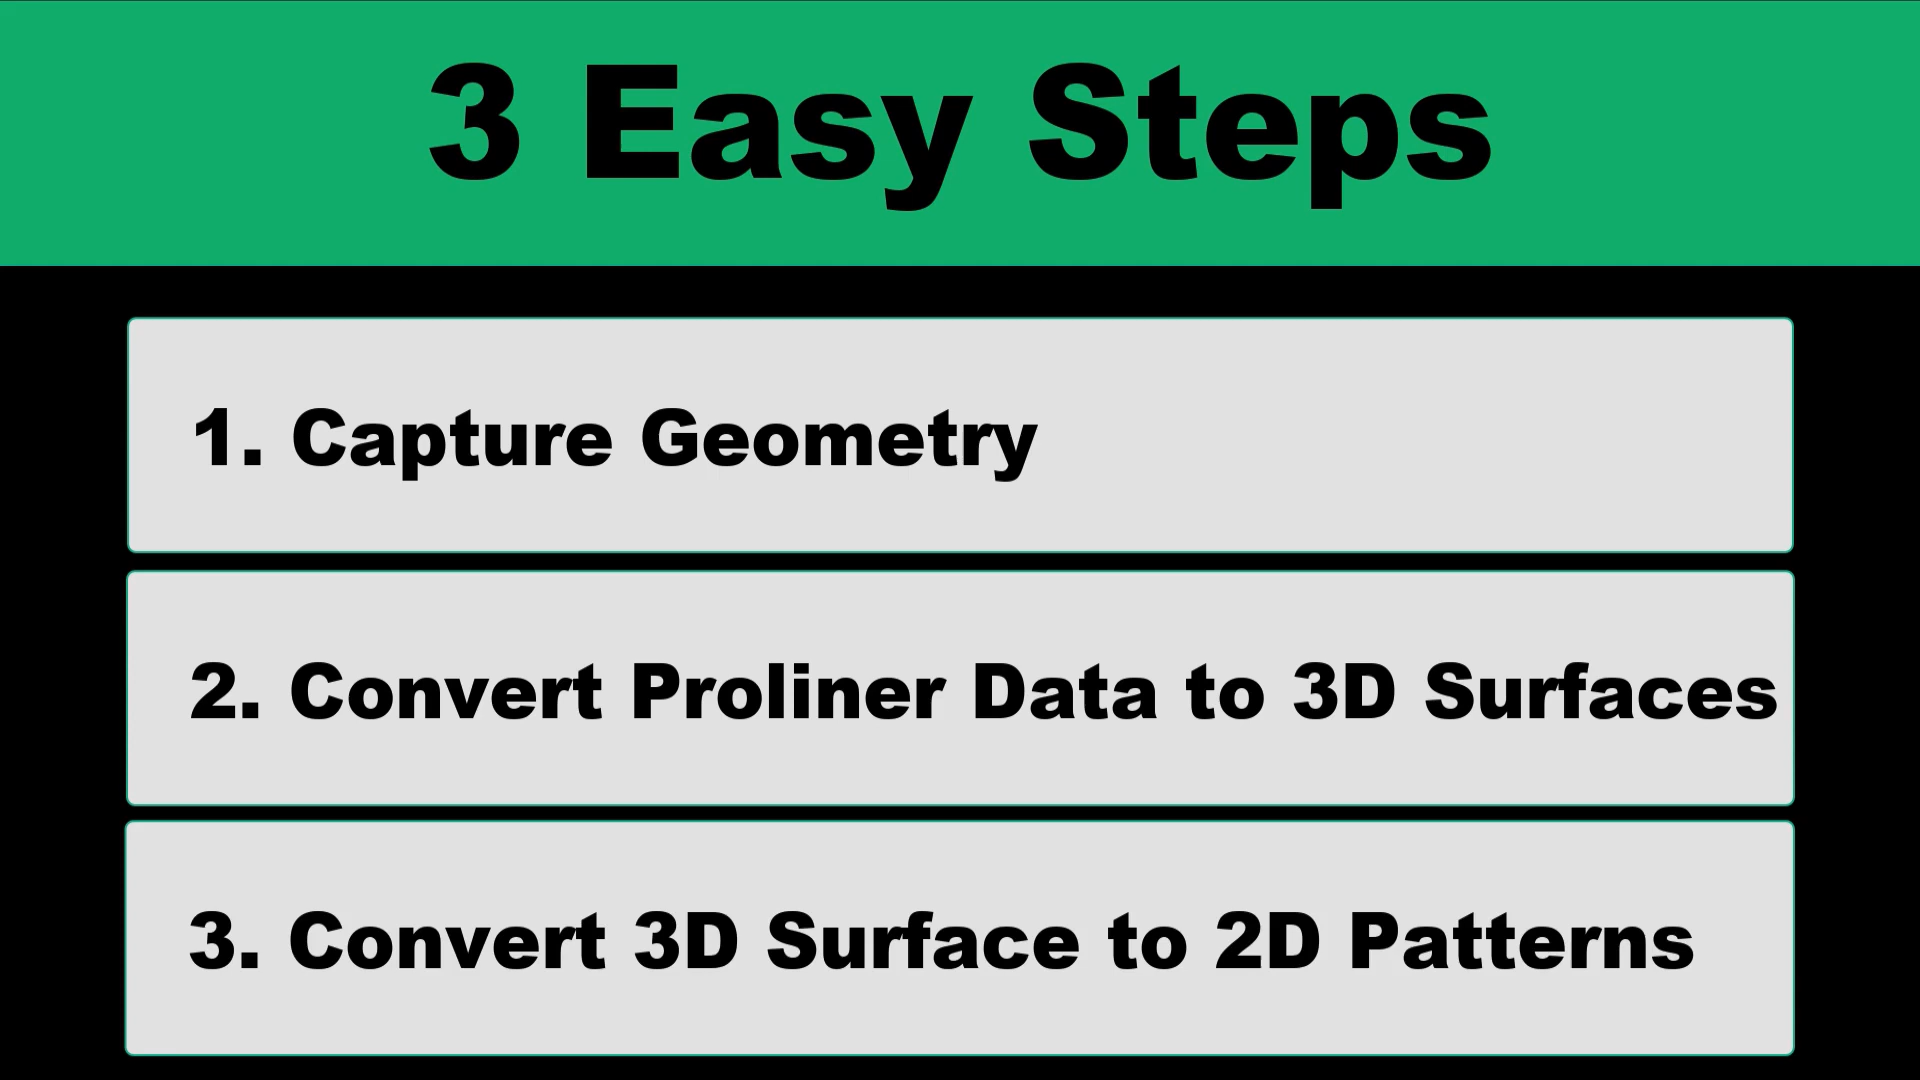 3 Easy Steps
1. Capture Geometry
2. Convert Proliner Data to 3D Surfaces
3. Convert 3D Surface to 2D Patterns